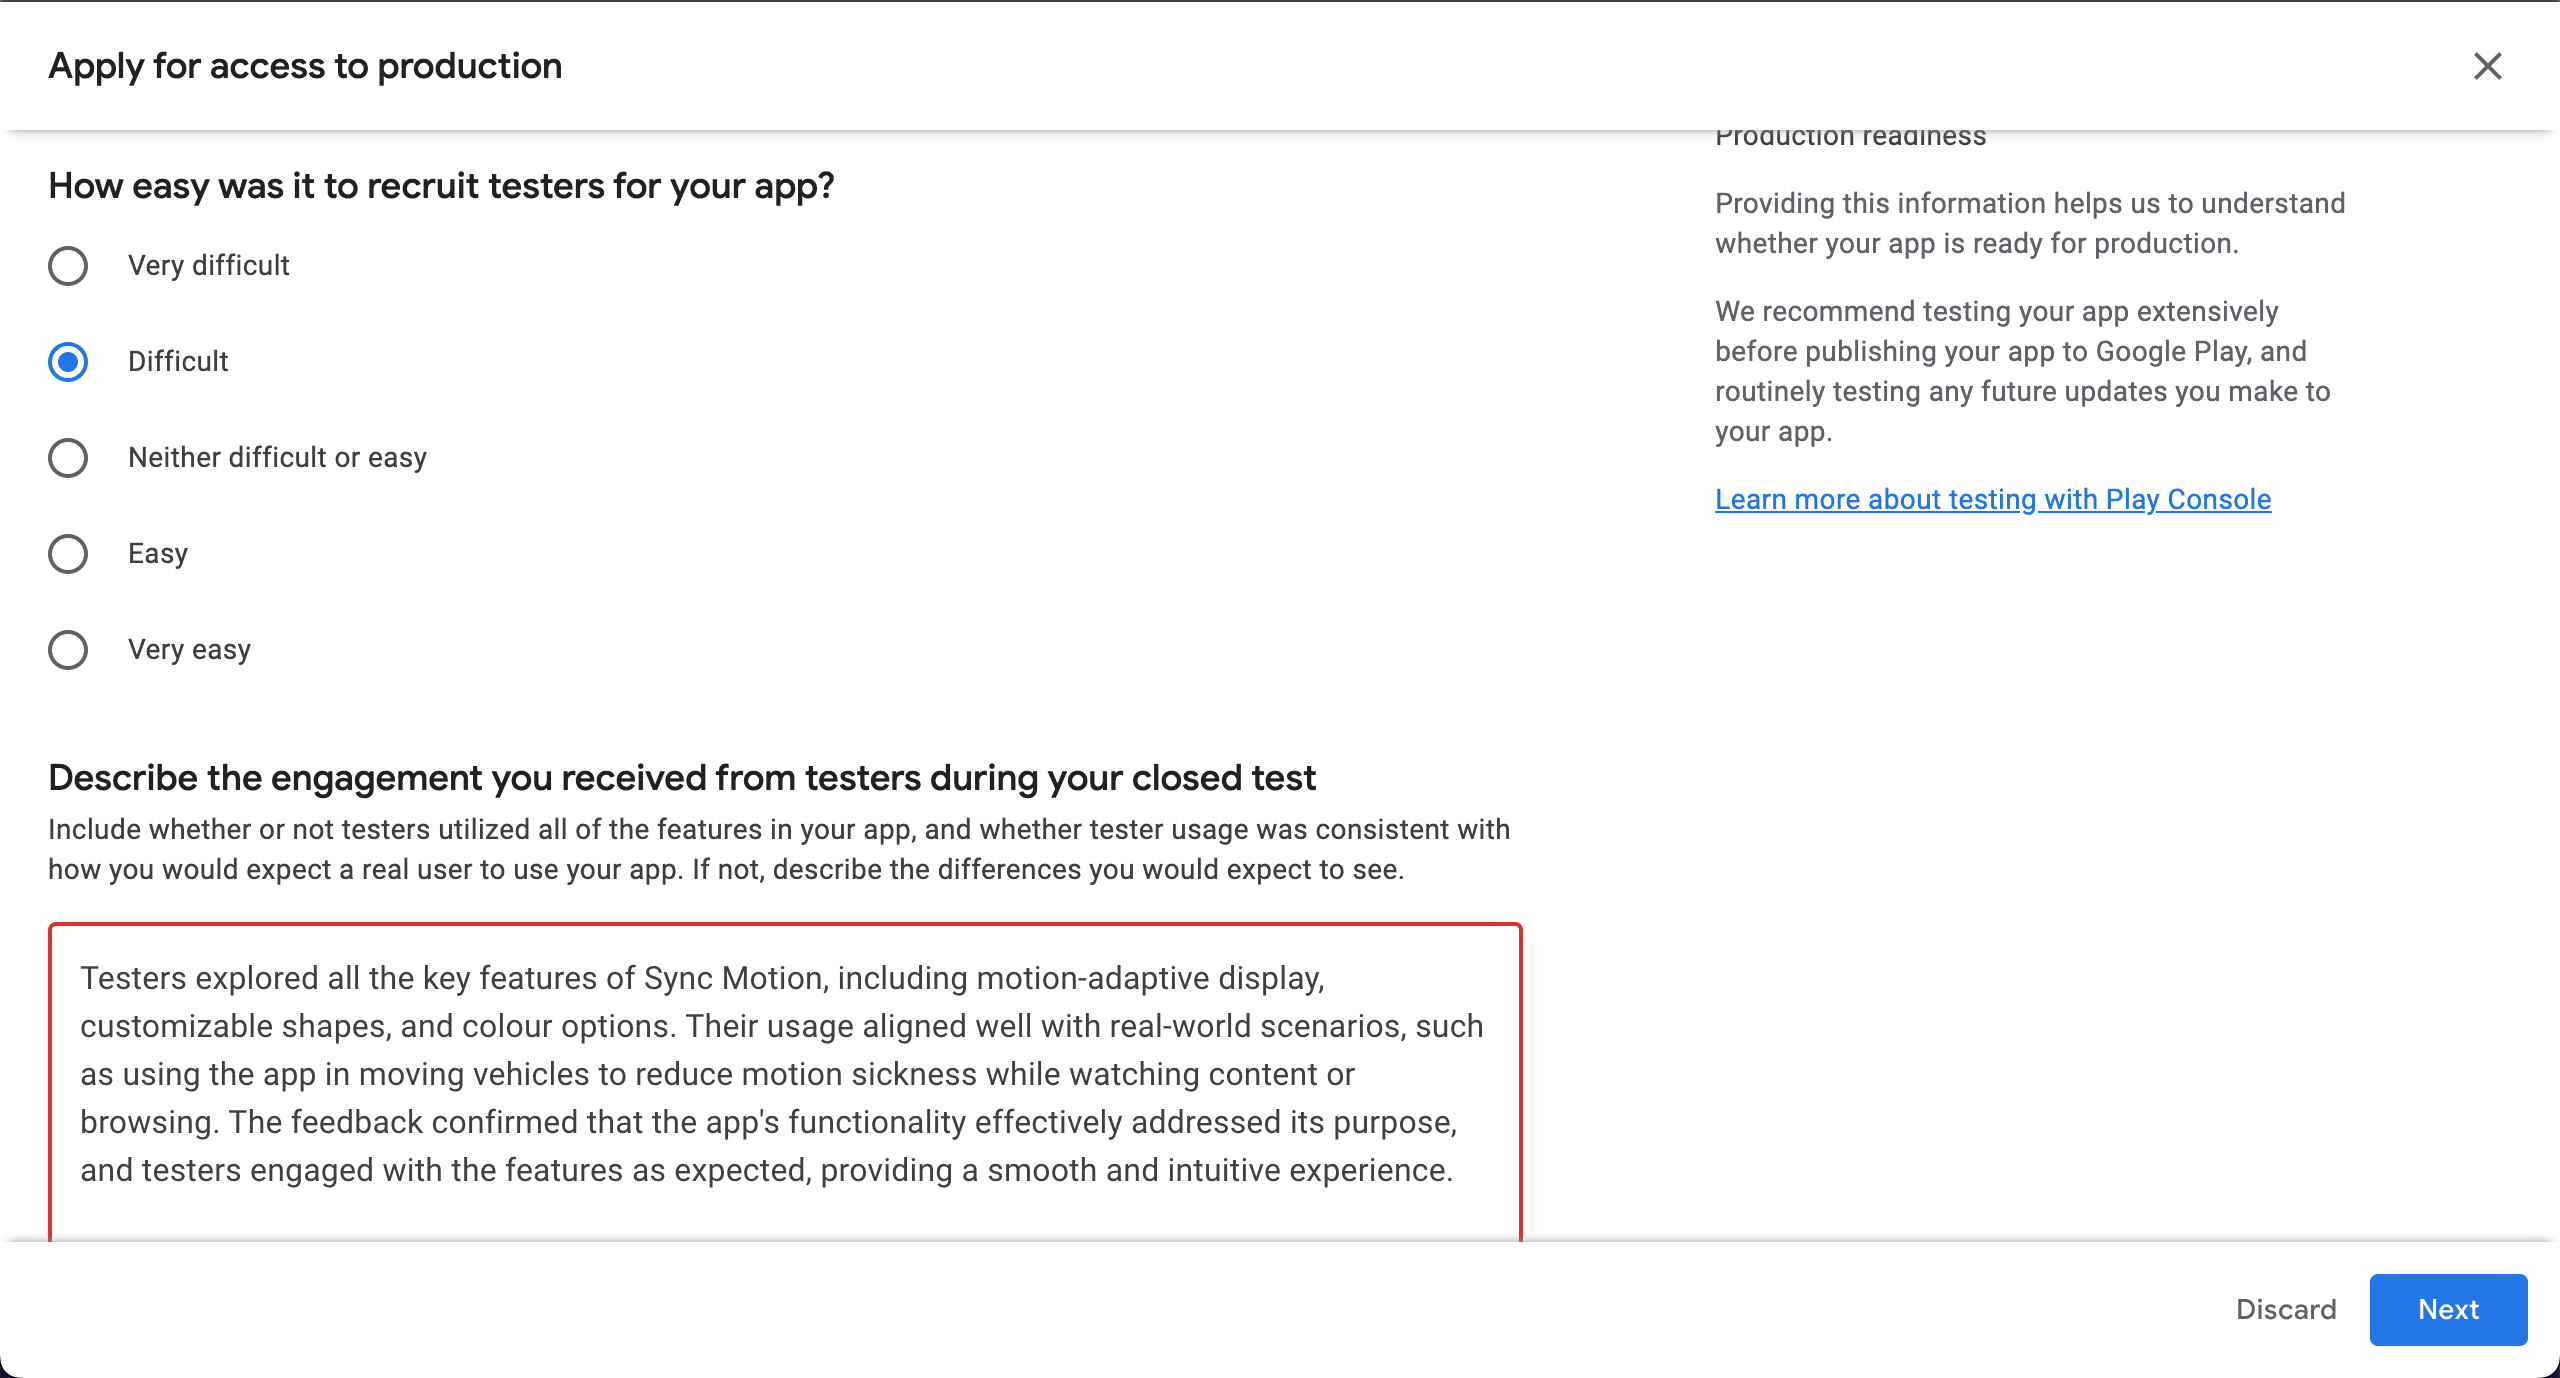 Apply for access to production
How easy was it to recruit testers for your app?
Very difficult
Difficult
Neither difficult or easy
Easy
Very easy
Describe the engagement you received from testers during your closed test
Include whether or not testers utilized all of the features in your app, and whether tester usage was consistent with
how you would expect a real user to use your app. If not, describe the differences you would expect to see.
Testers explored all the key features of Sync Motion, including motion-adaptive display,
customizable shapes, and colour options. Their usage aligned well with real-world scenarios, such
as using the app in moving vehicles to reduce motion sickness while watching content or
browsing. The feedback confirmed that the app's functionality effectively addressed its purpose,
and testers engaged with the features as expected, providing a smooth and intuitive experience.
Production readiness
Providing this information helps us to understand
whether your app is ready for production.
We recommend testing your app extensively
before publishing your app to Google Play, and
routinely testing any future updates you make to
your app.
Learn more about testing with Play Console
Discard
Next